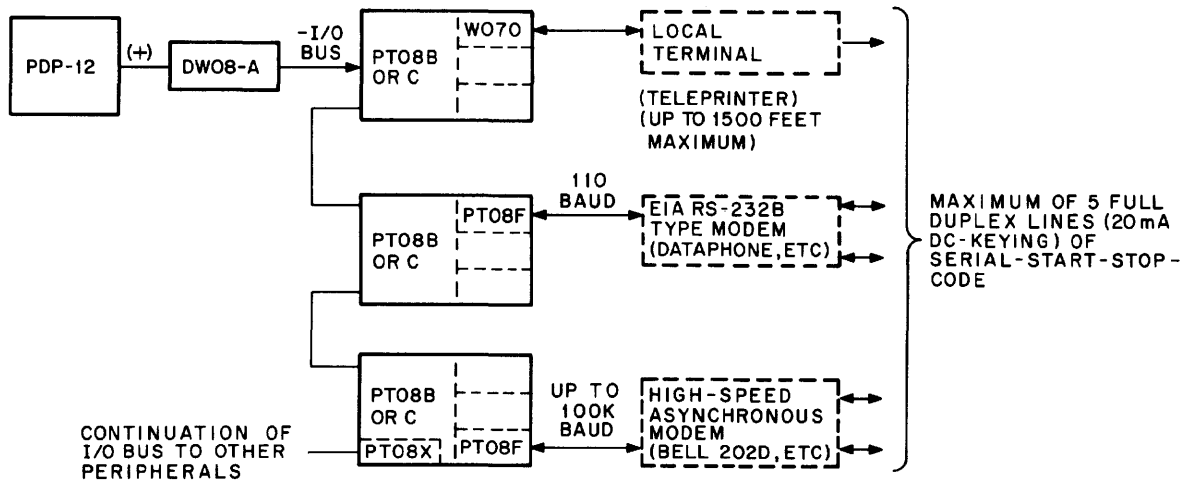 PDP-12
(+)
DW08-A
-I/O
BUS
PT08B
OR C
W070
LOCAL
TERMINAL
(TELEPRINTER)
(UP TO 1500 FEET
MAXIMUM)
PT08B
OR C
PT08F
110
BAUD
EIA RS-232B
TYPE MODEM
(DATAPHONE, ETC)
MAXIMUM OF 5 FULL
DUPLEX LINES (20mA
DC-KEYING) OF
SERIAL-START-STOP-
CODE
PT08B
OR C
PT08X
PT08F
UP TO
100K
BAUD
HIGH-SPEED
ASYNCHRONOUS
MODEM
(BELL 202D, ETC)
CONTINUATION OF
I/O BUS TO OTHER
PERIPHERALS